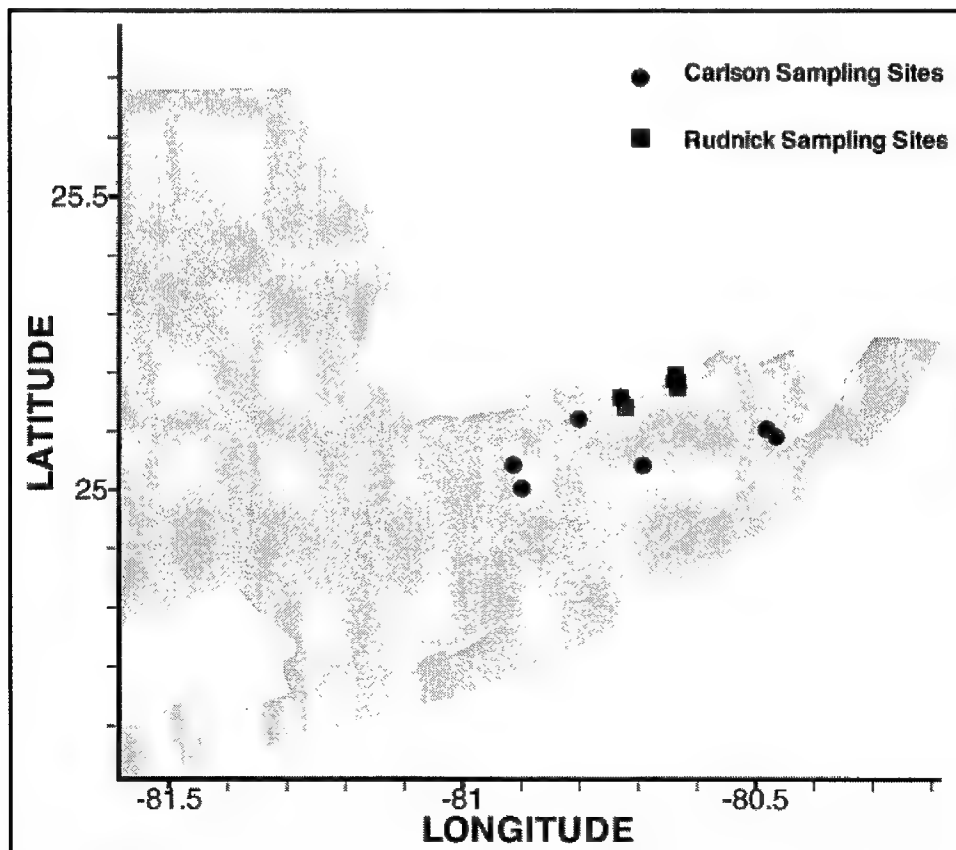 Carlson Sampling Sites
Rudnick Sampling Sites
25.5
LATITUDE
25
-81.5
-81
-80.5
LONGITUDE